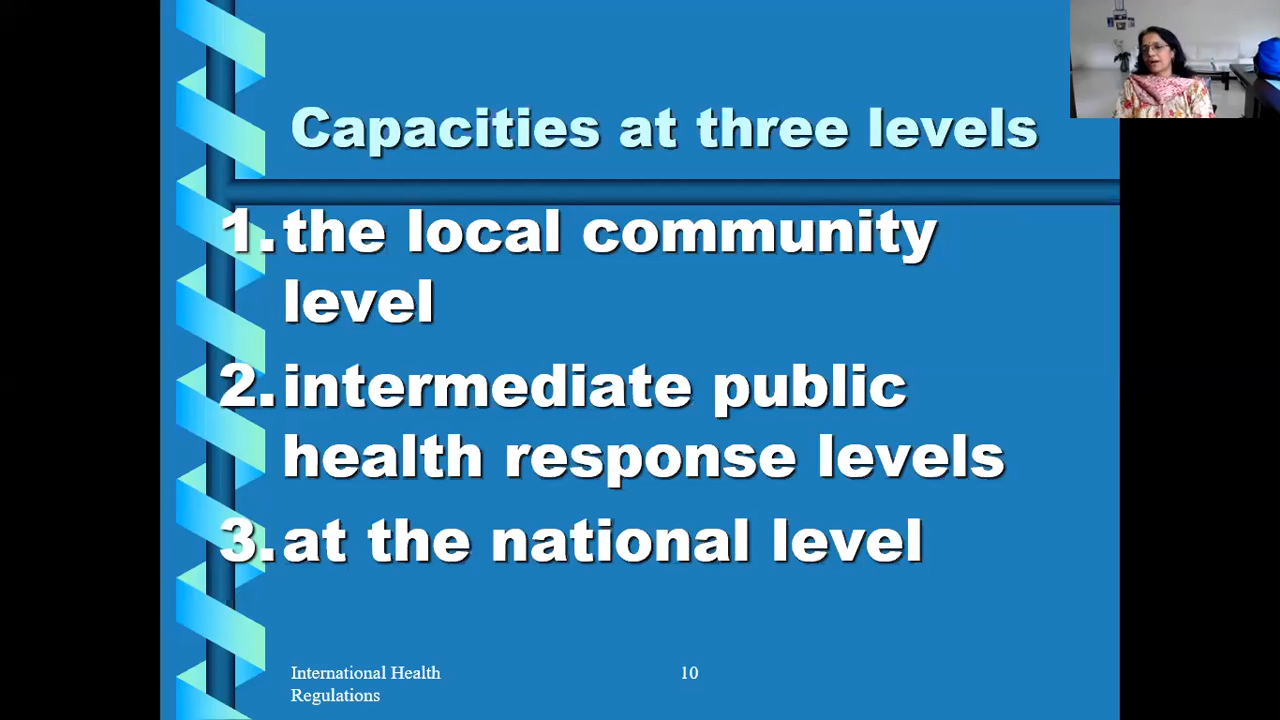 Capacities at three levels
1. the local community
level
2. intermediate public
health response levels
3. at the national level
International Health
Regulations
10